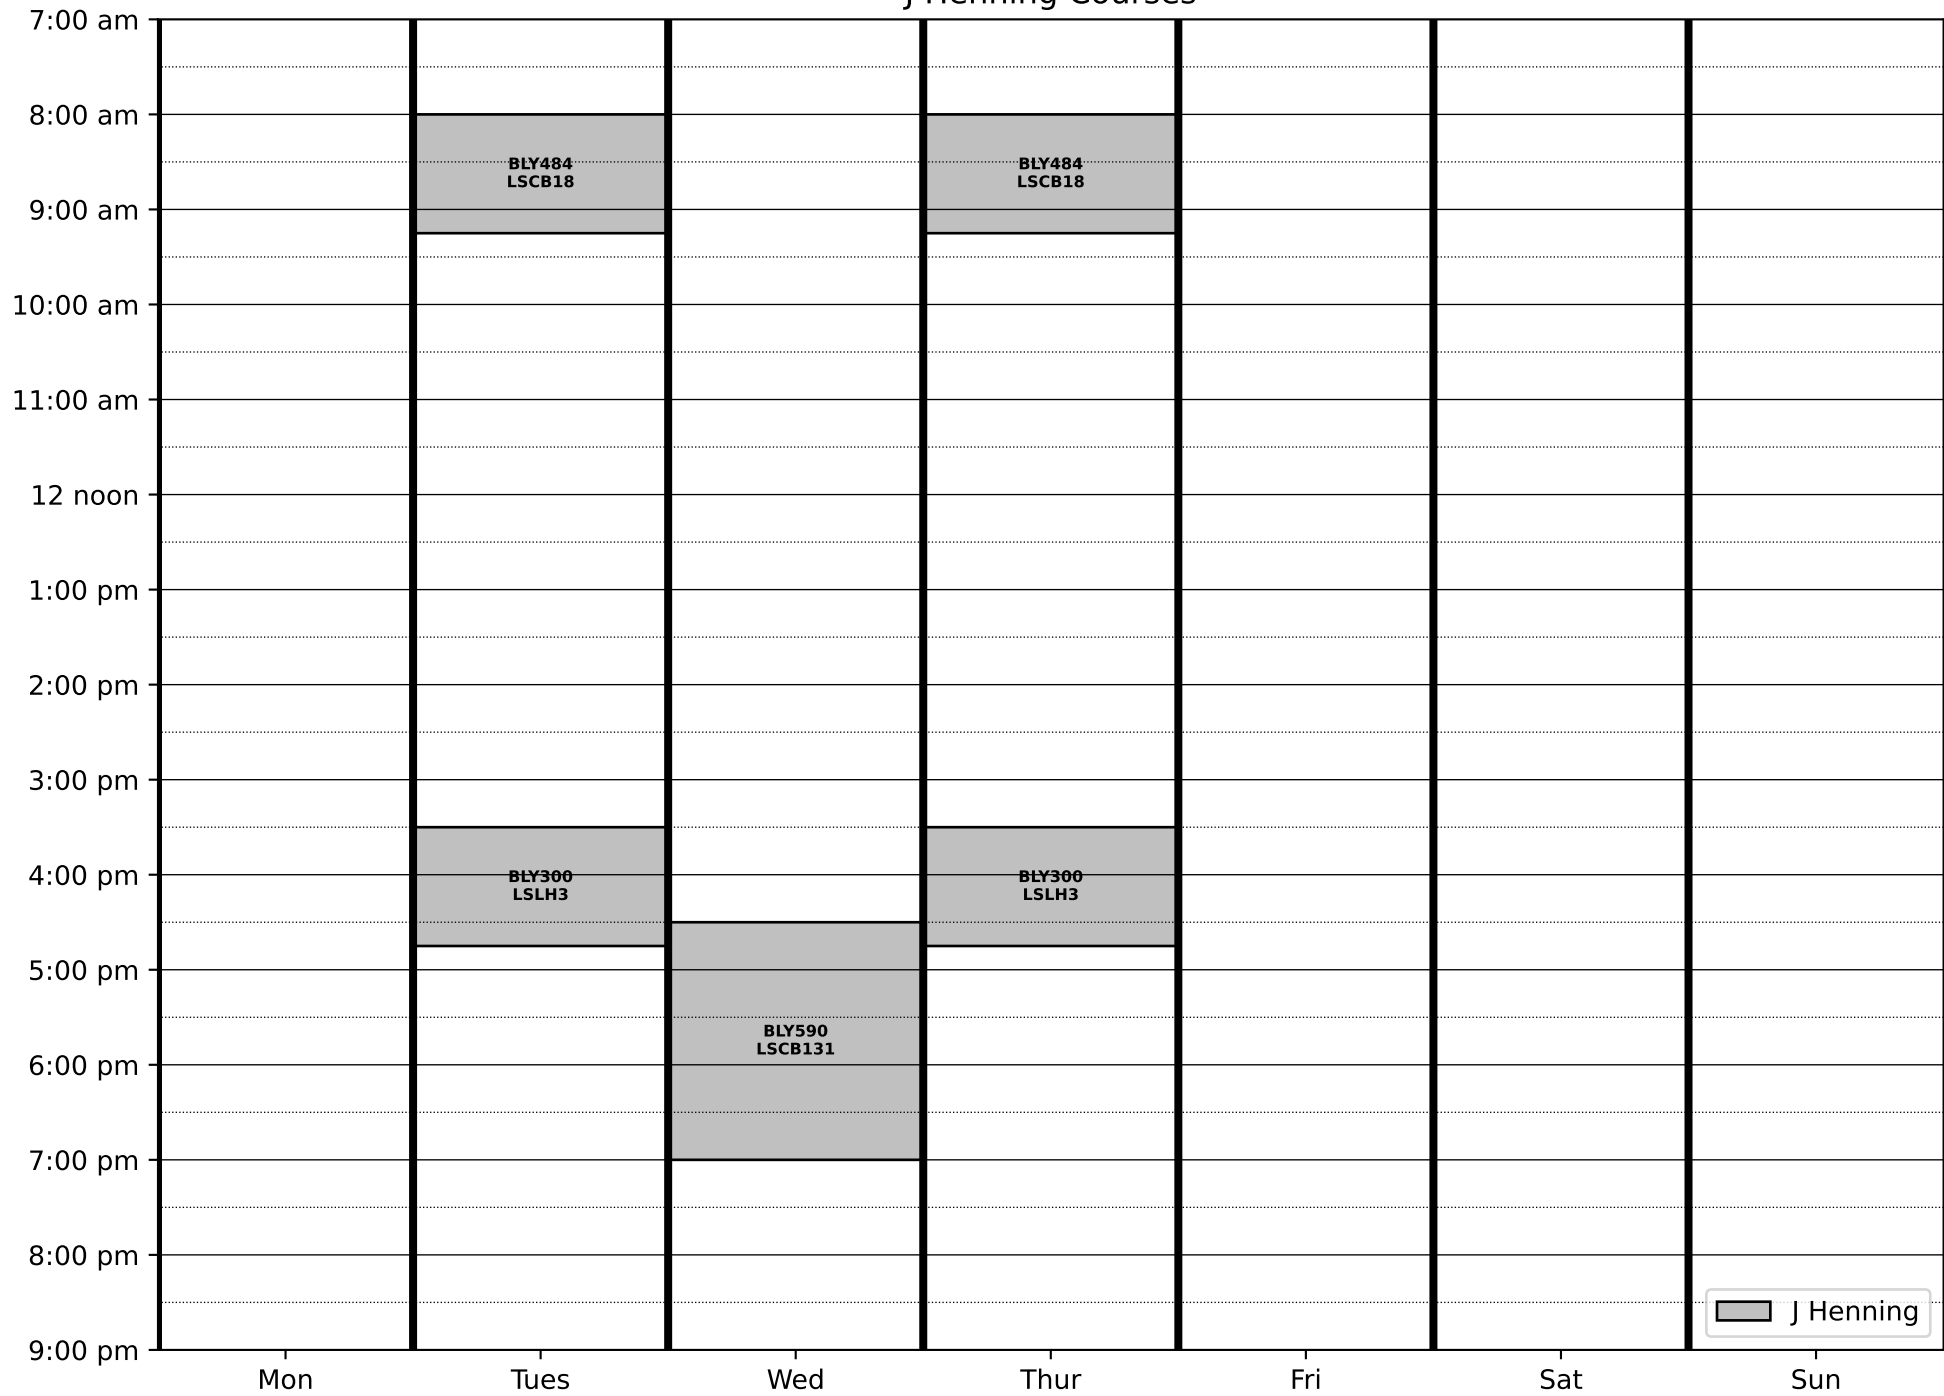 J Henning Courses
7:00 am
8:00 am
BLY484
LSCB18
BLY484
LSCB18
9:00 am
10:00 am
11:00 am
12 noon
1:00 pm
2:00 pm
3:00 pm
4:00 pm
BLY300
LSLH3
BLY300
LSLH3
5:00 pm
BLY590
LSCB131
6:00 pm
7:00 pm
8:00 pm
J Henning
9:00 pm
Mon
Tues
Wed
Thur
Fri
Sat
Sun